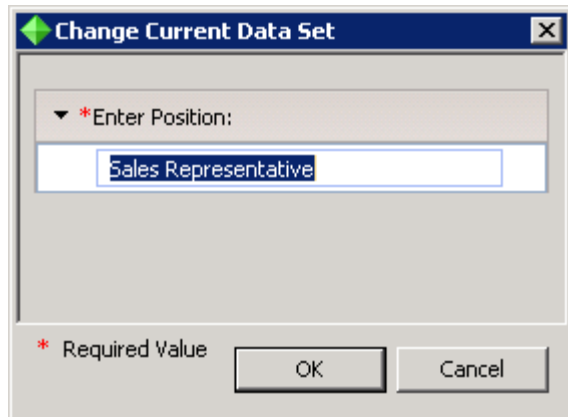 Change Current Data Set
*Enter Position:
Sales Representative
* Required Value
OK
Cancel